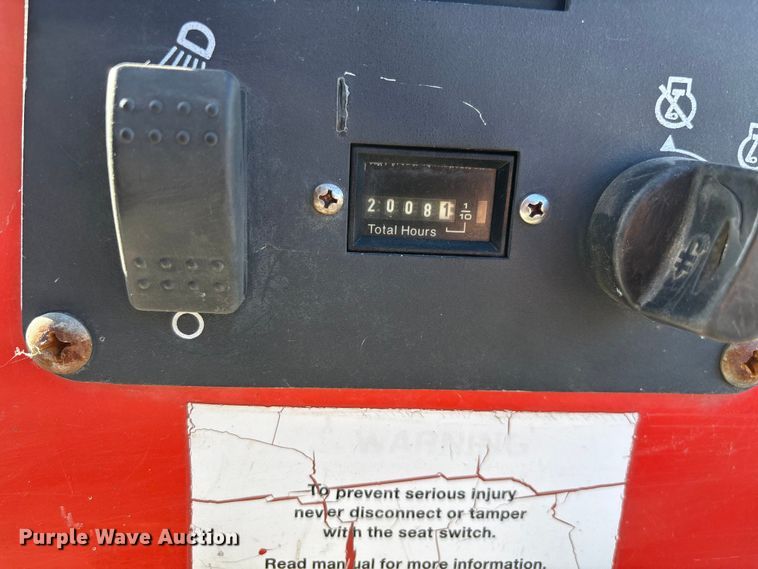 20081 1/10
Total Hours
WARNING
To prevent serious injury
never disconnect or tamper
with the seat switch.
Read manual for more information.
Purple Wave Auction